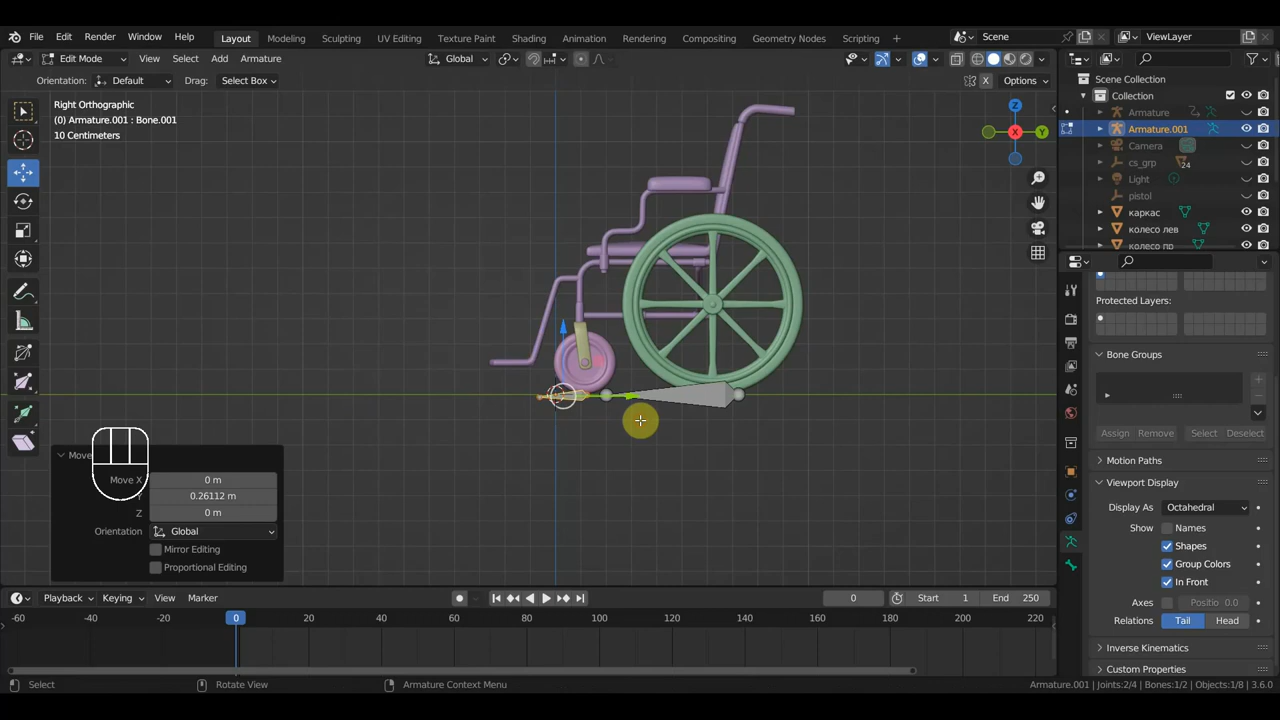 File Edit Render Window Help Layout Modeling Sculpting UV Editing Texture Paint Shading Animation Rendering Compositing Geometry Nodes Scripting Scene ViewLayer
Edit Mode View Select Add Armature Global Options
Orientation: Default Drag: Select Box X Options
Right Orthographic
(0) Armature.001 : Bone.001
10 Centimeters
Z
X
Y
Scene Collection
Collection
Armature
Armature.001
Camera
cs_grp 24
Light
pistol
каркас
колесо лев
колесо пр
Protected Layers:
Bone Groups
Assign Remove Select Deselect
Motion Paths
Viewport Display
Display As Octahedral
Show Names
Shapes
Group Colors
In Front
Axes Positio 0.0
Relations Tail Head
Inverse Kinematics
Custom Properties
Move
Move X 0 m
Y 0.26112 m
Z 0 m
Orientation Global
Mirror Editing
Proportional Editing
Playback Keying View Marker 0 Start 1 End 250
-60 -40 -20 0 20 40 60 80 100 120 140 160 180 200 220
Select Rotate View Armature Context Menu Armature.001 | Joints:2/4 | Bones:1/2 | Objects:1/8 | 3.6.0